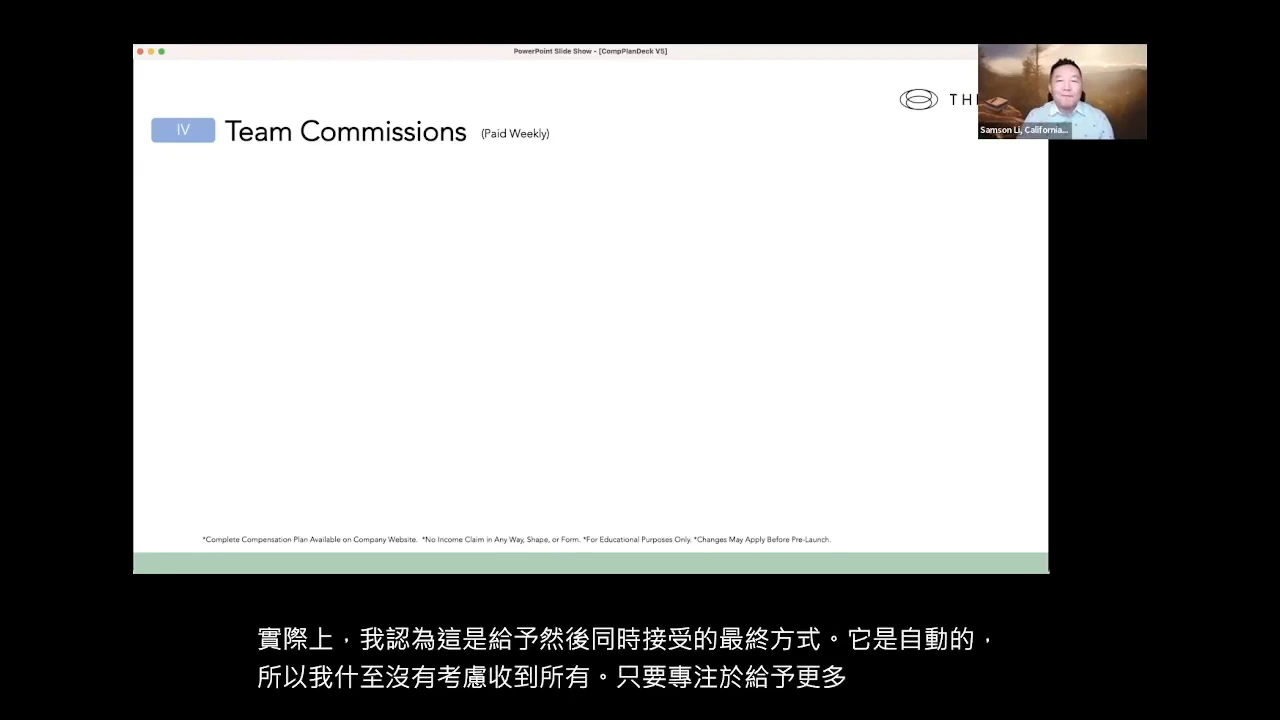 PowerPoint Slide Show - [CompPlanDeck V5]
TH
Samson Li, California...
IV Team Commissions (Paid Weekly)
*Complete Compensation Plan Available on Company Website. *No Income Claim in Any Way, Shape, or Form. *For Educational Purposes Only. *Changes May Apply Before Pre-Launch.
實際上，我認為這是給予然後同時接受的最終方式。它是自動的，
所以我什至沒有考慮收到所有。只要專注於給予更多